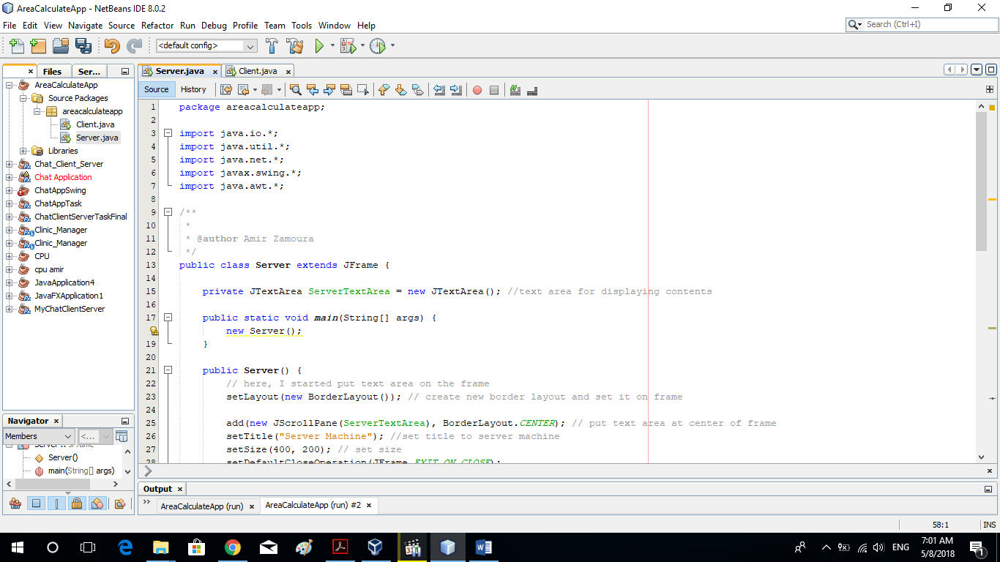 AreaCalculateApp - NetBeans IDE 8.0.2
File Edit View Navigate Source Refactor Run Debug Profile Team Tools Window Help
Search (Ctrl+I)
<default config>
Files Ser...
AreaCalculateApp
Source Packages
areacalculateapp
Client.java
Server.java
Libraries
Chat_Client_Server
Chat Application
ChatAppSwing
ChatAppTask
ChatClientServerTaskFinal
Clinic_Manager
Clinic_Manager
CPU
cpu amir
JavaApplication4
JavaFXApplication1
MyChatClientServer
Navigator
Members <...
Server :: JFrame
Server()
main(String[] args)
Server.java Client.java
Source History
1 package areacalculateapp;
2
3 import java.io.*;
4 import java.util.*;
5 import java.net.*;
6 import javax.swing.*;
7 import java.awt.*;
8
9 /**
10 *
11 * @author Amir Zamoura
12 */
13 public class Server extends JFrame {
14
15 private JTextArea ServerTextArea = new JTextArea(); //text area for displaying contents
16
17 public static void main(String[] args) {
new Server();
19 }
20
21 public Server() {
22 // here, I started put text area on the frame
23 setLayout(new BorderLayout()); // create new border layout and set it on frame
24
25 add(new JScrollPane(ServerTextArea), BorderLayout.CENTER); // put text area at center of frame
26 setTitle("Server Machine"); //set title to server machine
27 setSize(400, 200); // set size
28 setDefaultCloseOperation(JFrame.EXIT_ON_CLOSE);
Output
AreaCalculateApp (run) AreaCalculateApp (run) #2
58:1 INS
ENG
7:01 AM
5/8/2018
1